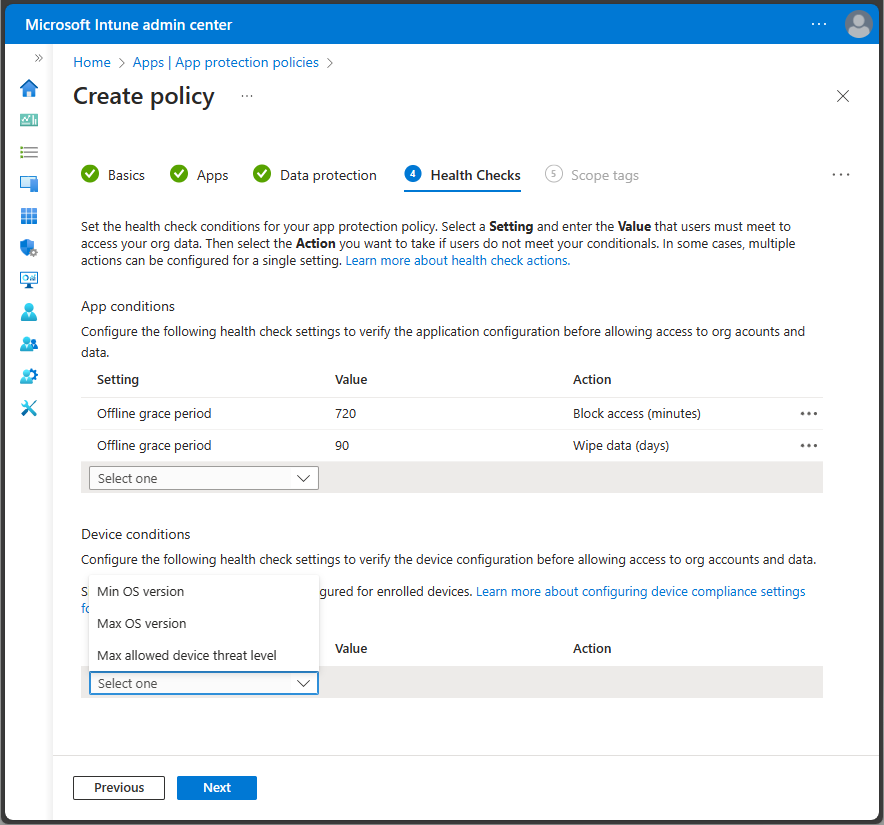 Microsoft Intune admin center
Home > Apps | App protection policies >
Create policy
Basics Apps Data protection 4 Health Checks 5 Scope tags
Set the health check conditions for your app protection policy. Select a Setting and enter the Value that users must meet to
access your org data. Then select the Action you want to take if users do not meet your conditionals. In some cases, multiple
actions can be configured for a single setting. Learn more about health check actions.
App conditions
Configure the following health check settings to verify the application configuration before allowing access to org acounts and
data.
Setting Value Action
Offline grace period 720 Block access (minutes)
Offline grace period 90 Wipe data (days)
Select one
Device conditions
Configure the following health check settings to verify the device configuration before allowing access to org accounts and data.
Min OS version
gured for enrolled devices. Learn more about configuring device compliance settings
Max OS version
Max allowed device threat level
Value Action
Select one
Previous Next